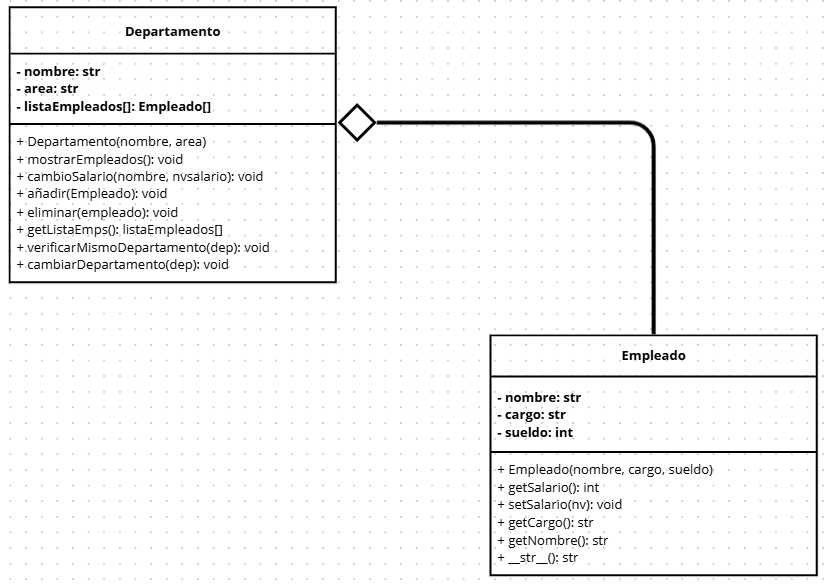 Departamento
- nombre: str
- area: str
- listaEmpleados[]: Empleado[]
+ Departamento(nombre, area)
+ mostrarEmpleados(): void
+ cambioSalario(nombre, nvsalario): void
+ añadir(Empleado): void
+ eliminar(empleado): void
+ getListaEmps(): listaEmpleados[]
+ verificarMismoDepartamento(dep): void
+ cambiarDepartamento(dep): void
Empleado
- nombre: str
- cargo: str
- sueldo: int
+ Empleado(nombre, cargo, sueldo)
+ getSalario(): int
+ setSalario(nv): void
+ getCargo(): str
+ getNombre(): str
+ __str__(): str